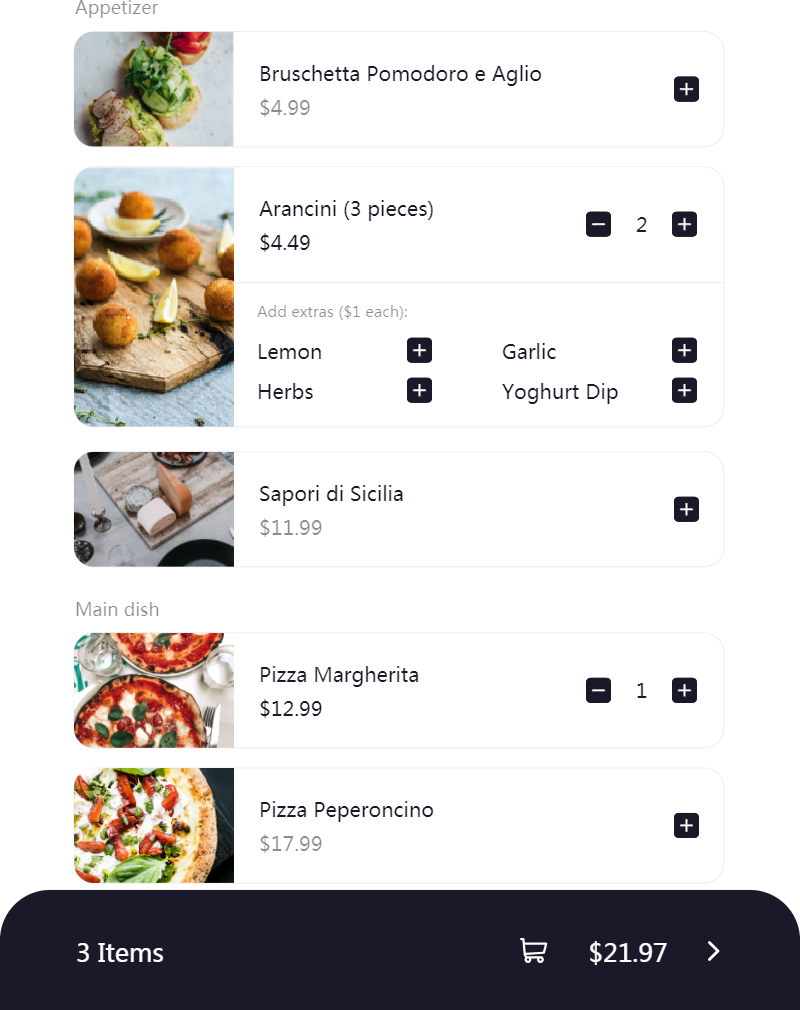 Appetizer
Bruschetta Pomodoro e Aglio
$4.99
Arancini (3 pieces)
$4.49
2
Add extras ($1 each):
Lemon
Garlic
Herbs
Yoghurt Dip
Sapori di Sicilia
$11.99
Main dish
Pizza Margherita
$12.99
1
Pizza Peperoncino
$17.99
3 Items
$21.97